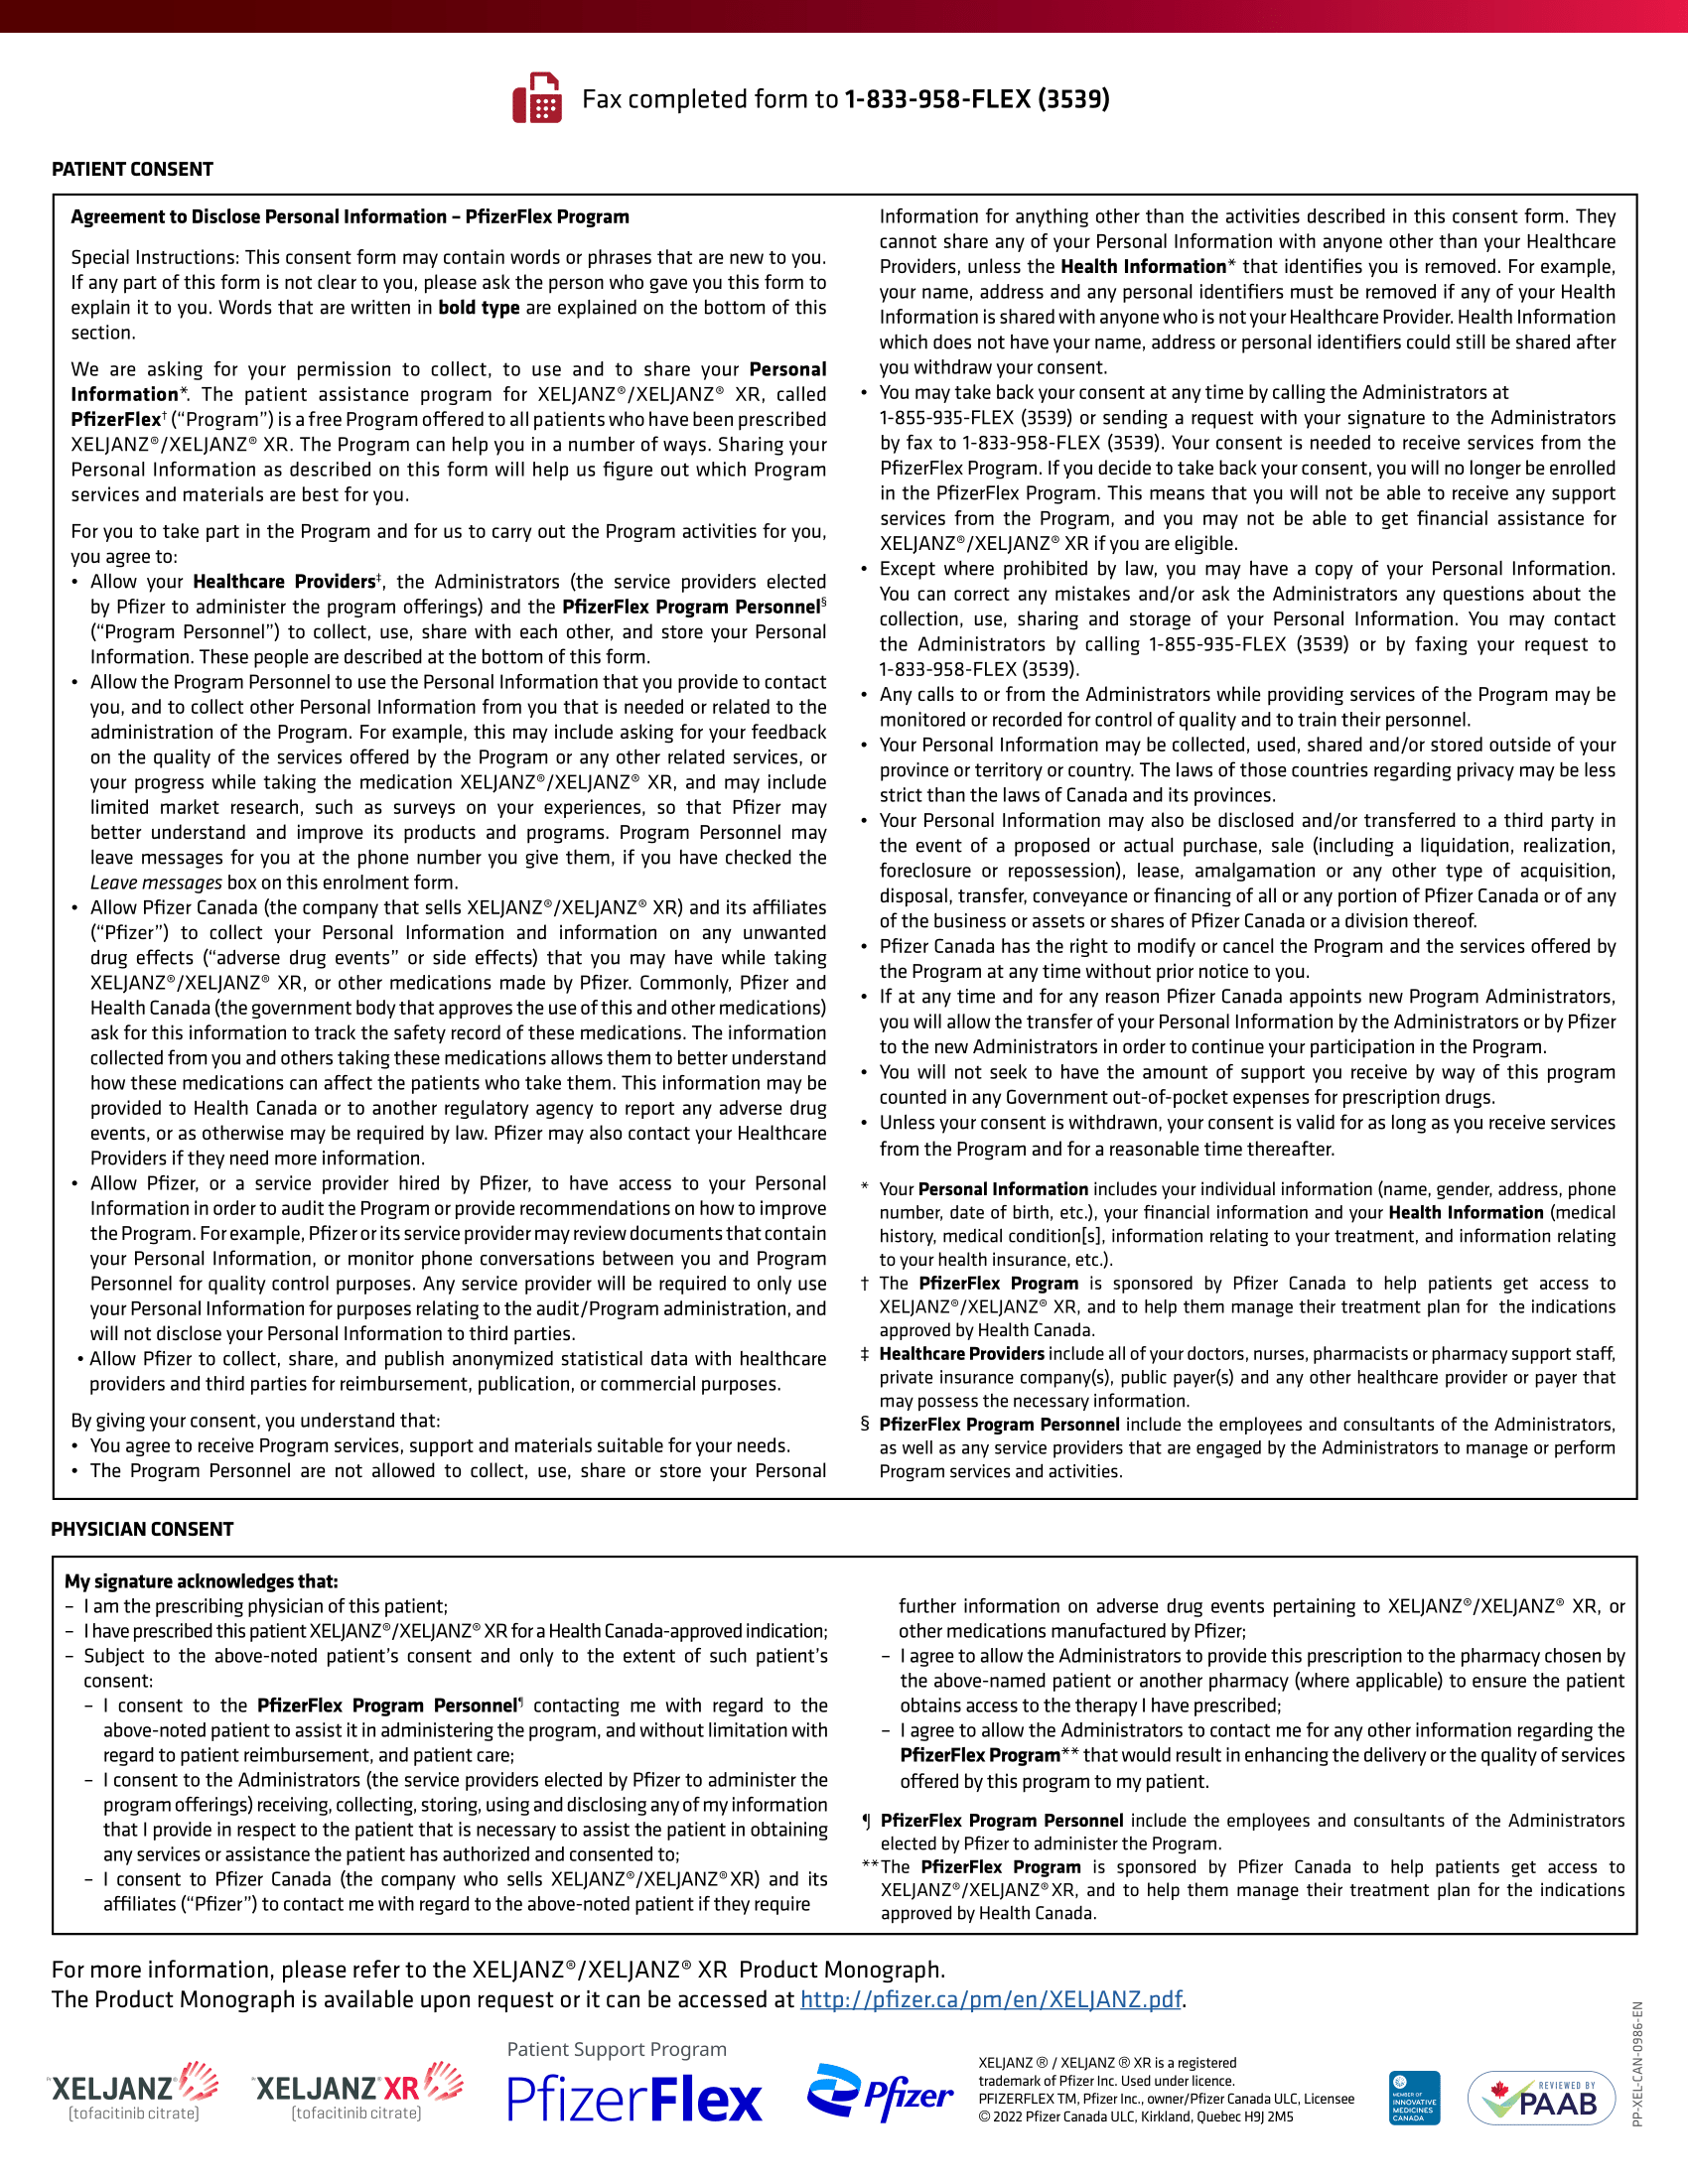 Fax completed form to 1-833-958-FLEX (3539)
PATIENT CONSENT
Agreement to Disclose Personal Information – PfizerFlex Program
Special Instructions: This consent form may contain words or phrases that are new to you.
If any part of this form is not clear to you, please ask the person who gave you this form to
explain it to you. Words that are written in bold type are explained on the bottom of this
section.
We are asking for your permission to collect, to use and to share your Personal
Information*. The patient assistance program for XELJANZ®/XELJANZ® XR, called
PfizerFlex† (“Program”) is a free Program offered to all patients who have been prescribed
XELJANZ®/XELJANZ® XR. The Program can help you in a number of ways. Sharing your
Personal Information as described on this form will help us figure out which Program
services and materials are best for you.
For you to take part in the Program and for us to carry out the Program activities for you,
you agree to:
• Allow your Healthcare Providers‡, the Administrators (the service providers elected
by Pfizer to administer the program offerings) and the PfizerFlex Program Personnel§
(“Program Personnel”) to collect, use, share with each other, and store your Personal
Information. These people are described at the bottom of this form.
• Allow the Program Personnel to use the Personal Information that you provide to contact
you, and to collect other Personal Information from you that is needed or related to the
administration of the Program. For example, this may include asking for your feedback
on the quality of the services offered by the Program or any other related services, or
your progress while taking the medication XELJANZ®/XELJANZ® XR, and may include
limited market research, such as surveys on your experiences, so that Pfizer may
better understand and improve its products and programs. Program Personnel may
leave messages for you at the phone number you give them, if you have checked the
Leave messages box on this enrolment form.
• Allow Pfizer Canada (the company that sells XELJANZ®/XELJANZ® XR) and its affiliates
(“Pfizer”) to collect your Personal Information and information on any unwanted
drug effects (“adverse drug events” or side effects) that you may have while taking
XELJANZ®/XELJANZ® XR, or other medications made by Pfizer. Commonly, Pfizer and
Health Canada (the government body that approves the use of this and other medications)
ask for this information to track the safety record of these medications. The information
collected from you and others taking these medications allows them to better understand
how these medications can affect the patients who take them. This information may be
provided to Health Canada or to another regulatory agency to report any adverse drug
events, or as otherwise may be required by law. Pfizer may also contact your Healthcare
Providers if they need more information.
• Allow Pfizer, or a service provider hired by Pfizer, to have access to your Personal
Information in order to audit the Program or provide recommendations on how to improve
the Program. For example, Pfizer or its service provider may review documents that contain
your Personal Information, or monitor phone conversations between you and Program
Personnel for quality control purposes. Any service provider will be required to only use
your Personal Information for purposes relating to the audit/Program administration, and
will not disclose your Personal Information to third parties.
• Allow Pfizer to collect, share, and publish anonymized statistical data with healthcare
providers and third parties for reimbursement, publication, or commercial purposes.
By giving your consent, you understand that:
• You agree to receive Program services, support and materials suitable for your needs.
• The Program Personnel are not allowed to collect, use, share or store your Personal
Information for anything other than the activities described in this consent form. They
cannot share any of your Personal Information with anyone other than your Healthcare
Providers, unless the Health Information* that identifies you is removed. For example,
your name, address and any personal identifiers must be removed if any of your Health
Information is shared with anyone who is not your Healthcare Provider. Health Information
which does not have your name, address or personal identifiers could still be shared after
you withdraw your consent.
• You may take back your consent at any time by calling the Administrators at
1-855-935-FLEX (3539) or sending a request with your signature to the Administrators
by fax to 1-833-958-FLEX (3539). Your consent is needed to receive services from the
PfizerFlex Program. If you decide to take back your consent, you will no longer be enrolled
in the PfizerFlex Program. This means that you will not be able to receive any support
services from the Program, and you may not be able to get financial assistance for
XELJANZ®/XELJANZ® XR if you are eligible.
• Except where prohibited by law, you may have a copy of your Personal Information.
You can correct any mistakes and/or ask the Administrators any questions about the
collection, use, sharing and storage of your Personal Information. You may contact
the Administrators by calling 1-855-935-FLEX (3539) or by faxing your request to
1-833-958-FLEX (3539).
• Any calls to or from the Administrators while providing services of the Program may be
monitored or recorded for control of quality and to train their personnel.
• Your Personal Information may be collected, used, shared and/or stored outside of your
province or territory or country. The laws of those countries regarding privacy may be less
strict than the laws of Canada and its provinces.
• Your Personal Information may also be disclosed and/or transferred to a third party in
the event of a proposed or actual purchase, sale (including a liquidation, realization,
foreclosure or repossession), lease, amalgamation or any other type of acquisition,
disposal, transfer, conveyance or financing of all or any portion of Pfizer Canada or of any
of the business or assets or shares of Pfizer Canada or a division thereof.
• Pfizer Canada has the right to modify or cancel the Program and the services offered by
the Program at any time without prior notice to you.
• If at any time and for any reason Pfizer Canada appoints new Program Administrators,
you will allow the transfer of your Personal Information by the Administrators or by Pfizer
to the new Administrators in order to continue your participation in the Program.
• You will not seek to have the amount of support you receive by way of this program
counted in any Government out-of-pocket expenses for prescription drugs.
• Unless your consent is withdrawn, your consent is valid for as long as you receive services
from the Program and for a reasonable time thereafter.
* Your Personal Information includes your individual information (name, gender, address, phone
number, date of birth, etc.), your financial information and your Health Information (medical
history, medical condition[s], information relating to your treatment, and information relating
to your health insurance, etc.).
† The PfizerFlex Program is sponsored by Pfizer Canada to help patients get access to
XELJANZ®/XELJANZ® XR, and to help them manage their treatment plan for the indications
approved by Health Canada.
‡ Healthcare Providers include all of your doctors, nurses, pharmacists or pharmacy support staff,
private insurance company(s), public payer(s) and any other healthcare provider or payer that
may possess the necessary information.
§ PfizerFlex Program Personnel include the employees and consultants of the Administrators,
as well as any service providers that are engaged by the Administrators to manage or perform
Program services and activities.
PHYSICIAN CONSENT
My signature acknowledges that:
– I am the prescribing physician of this patient;
– I have prescribed this patient XELJANZ®/XELJANZ® XR for a Health Canada-approved indication;
– Subject to the above-noted patient’s consent and only to the extent of such patient’s
consent:
– I consent to the PfizerFlex Program Personnel¶ contacting me with regard to the
above-noted patient to assist it in administering the program, and without limitation with
regard to patient reimbursement, and patient care;
– I consent to the Administrators (the service providers elected by Pfizer to administer the
program offerings) receiving, collecting, storing, using and disclosing any of my information
that I provide in respect to the patient that is necessary to assist the patient in obtaining
any services or assistance the patient has authorized and consented to;
– I consent to Pfizer Canada (the company who sells XELJANZ®/XELJANZ® XR) and its
affiliates (“Pfizer”) to contact me with regard to the above-noted patient if they require
further information on adverse drug events pertaining to XELJANZ®/XELJANZ® XR, or
other medications manufactured by Pfizer;
– I agree to allow the Administrators to provide this prescription to the pharmacy chosen by
the above-named patient or another pharmacy (where applicable) to ensure the patient
obtains access to the therapy I have prescribed;
– I agree to allow the Administrators to contact me for any other information regarding the
PfizerFlex Program** that would result in enhancing the delivery or the quality of services
offered by this program to my patient.
¶ PfizerFlex Program Personnel include the employees and consultants of the Administrators
elected by Pfizer to administer the Program.
**The PfizerFlex Program is sponsored by Pfizer Canada to help patients get access to
XELJANZ®/XELJANZ® XR, and to help them manage their treatment plan for the indications
approved by Health Canada.
For more information, please refer to the XELJANZ®/XELJANZ® XR Product Monograph.
The Product Monograph is available upon request or it can be accessed at http://pfizer.ca/pm/en/XELJANZ.pdf.
XELJANZ
(tofacitinib citrate)
XELJANZ XR
(tofacitinib citrate)
Patient Support Program
PfizerFlex
Pfizer
XELJANZ ® / XELJANZ ® XR is a registered
trademark of Pfizer Inc. Used under licence.
PFIZERFLEX TM, Pfizer Inc., owner/Pfizer Canada ULC, Licensee
© 2022 Pfizer Canada ULC, Kirkland, Quebec H9J 2M5
MEMBER OF
INNOVATIVE
MEDICINES
CANADA
REVIEWED BY
PAAB
PP-XEL-CAN-0986-EN